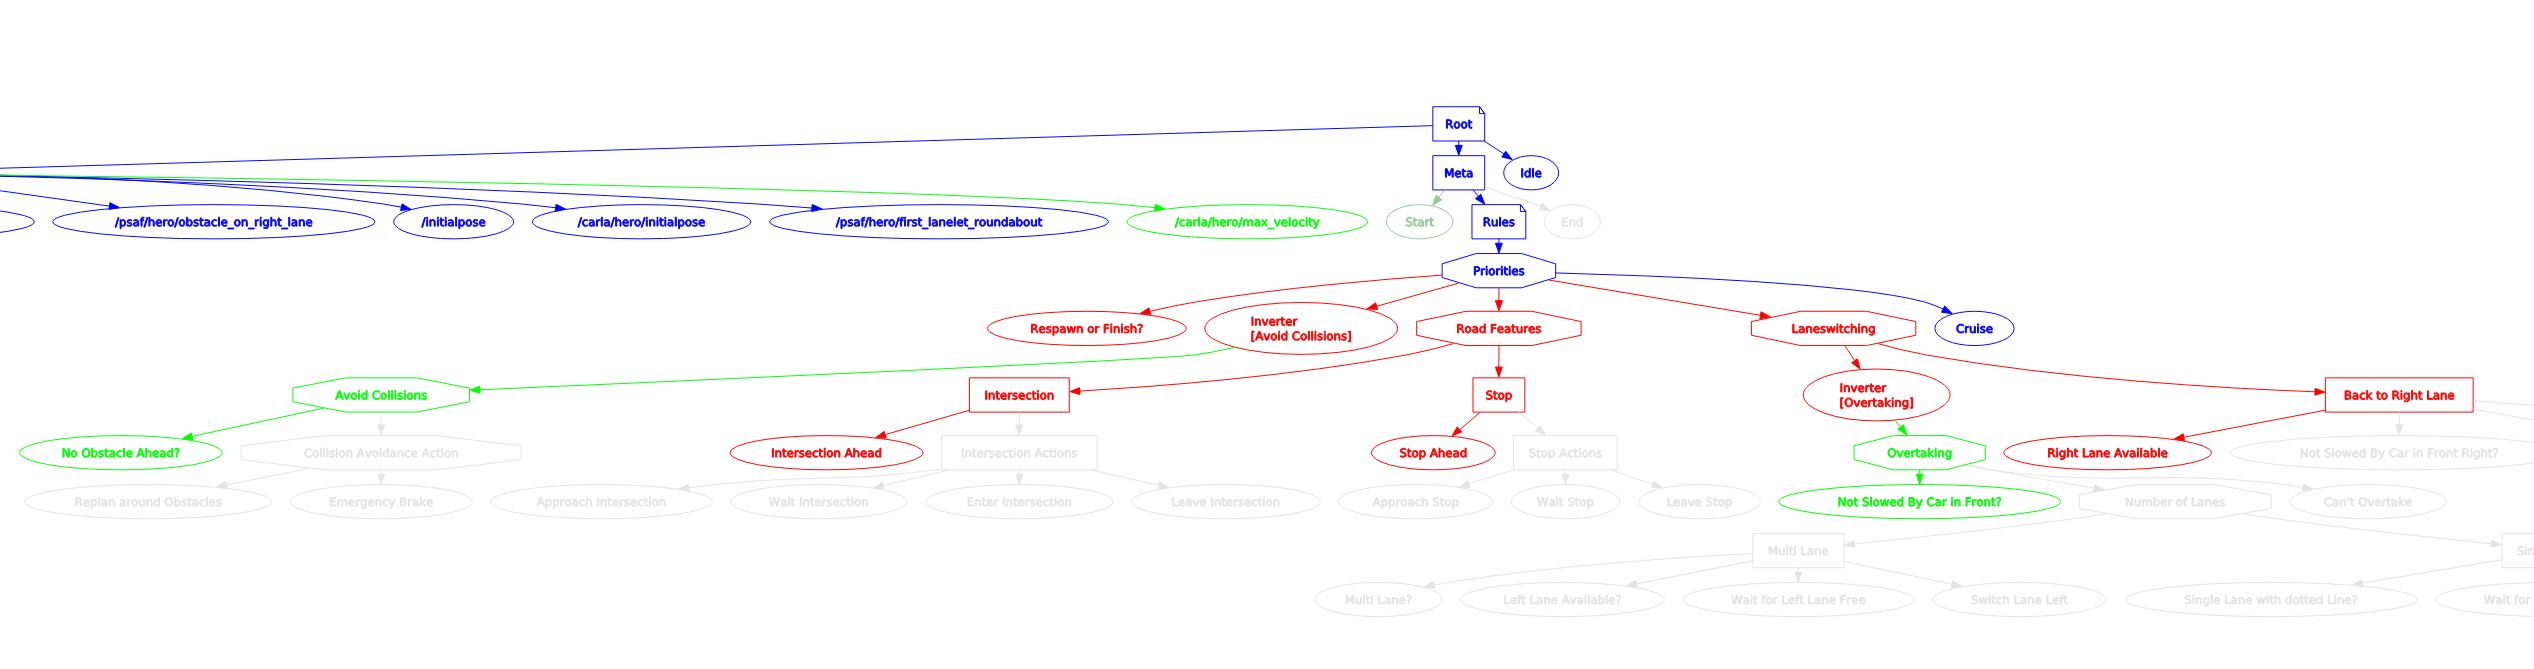 Root
Meta
Idle
/psaf/hero/obstacle_on_right_lane
/initialpose
/carla/hero/initialpose
/psaf/hero/first_lanelet_roundabout
/carla/hero/max_velocity
Start
Rules
End
Priorities
Respawn or Finish?
Inverter
[Avoid Collisions]
Road Features
Laneswitching
Cruise
Avoid Collisions
Intersection
Stop
Inverter
[Overtaking]
Back to Right Lane
No Obstacle Ahead?
Collision Avoidance Action
Intersection Ahead
Intersection Actions
Stop Ahead
Stop Actions
Overtaking
Right Lane Available
Not Slowed By Car in Front Right?
Replan around Obstacles
Emergency Brake
Approach Intersection
Wait Intersection
Enter Intersection
Leave Intersection
Approach Stop
Wait Stop
Leave Stop
Not Slowed By Car in Front?
Number of Lanes
Can't Overtake
Multi Lane
Multi Lane?
Left Lane Available?
Wait for Left Lane Free
Switch Lane Left
Single Lane with dotted Line?
Wait for